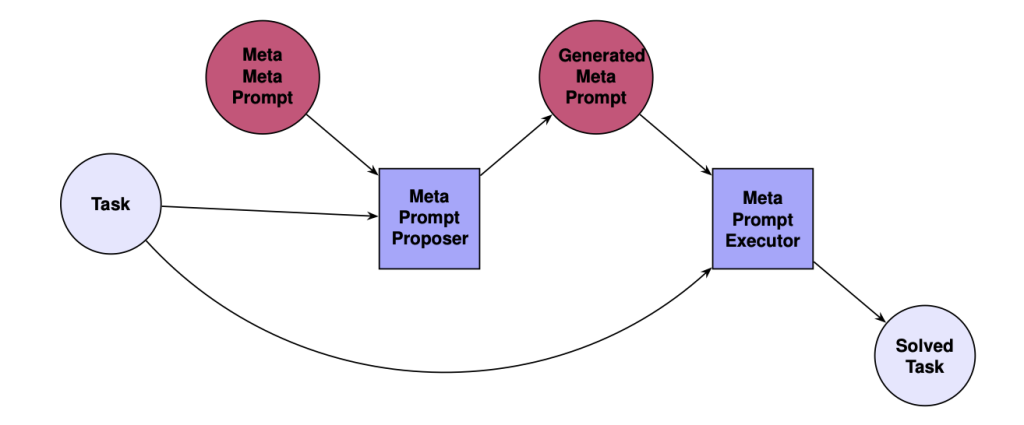 Meta
Meta
Prompt
Generated
Meta
Prompt
Task
Meta
Prompt
Proposer
Meta
Prompt
Executor
Solved
Task